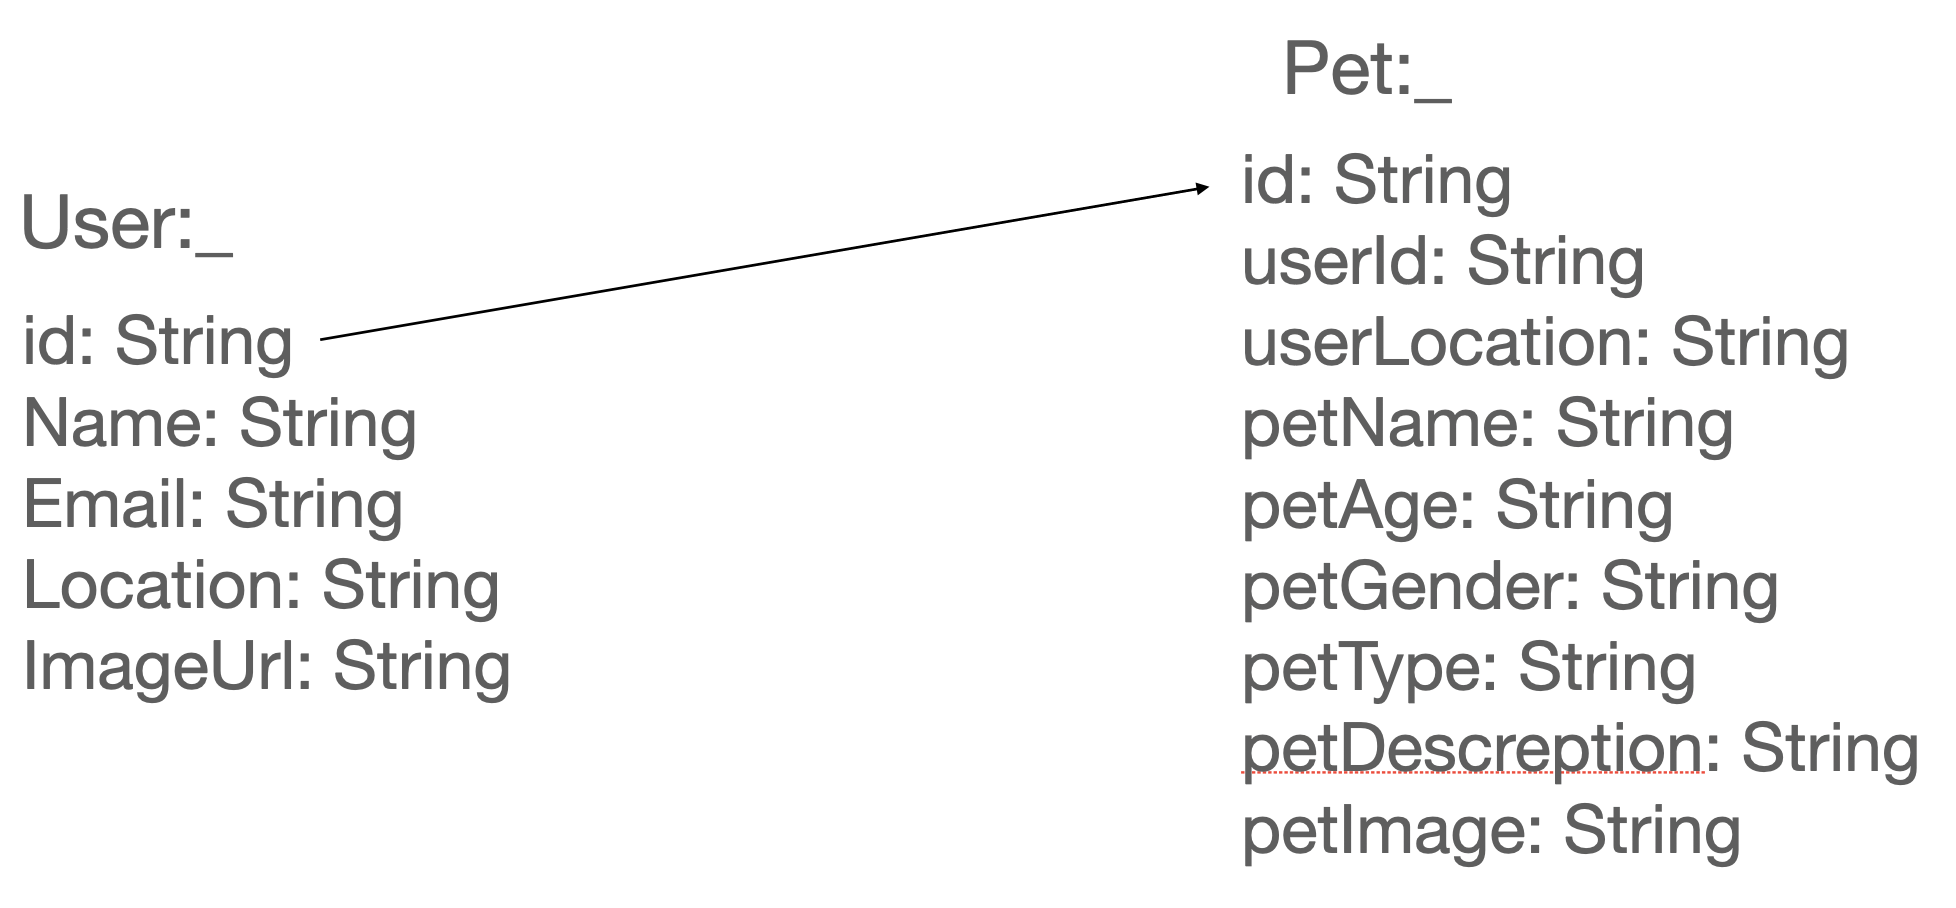 User:_
id: String
Name: String
Email: String
Location: String
ImageUrl: String
Pet:_
id: String
userId: String
userLocation: String
petName: String
petAge: String
petGender: String
petType: String
petDescreption: String
petImage: String